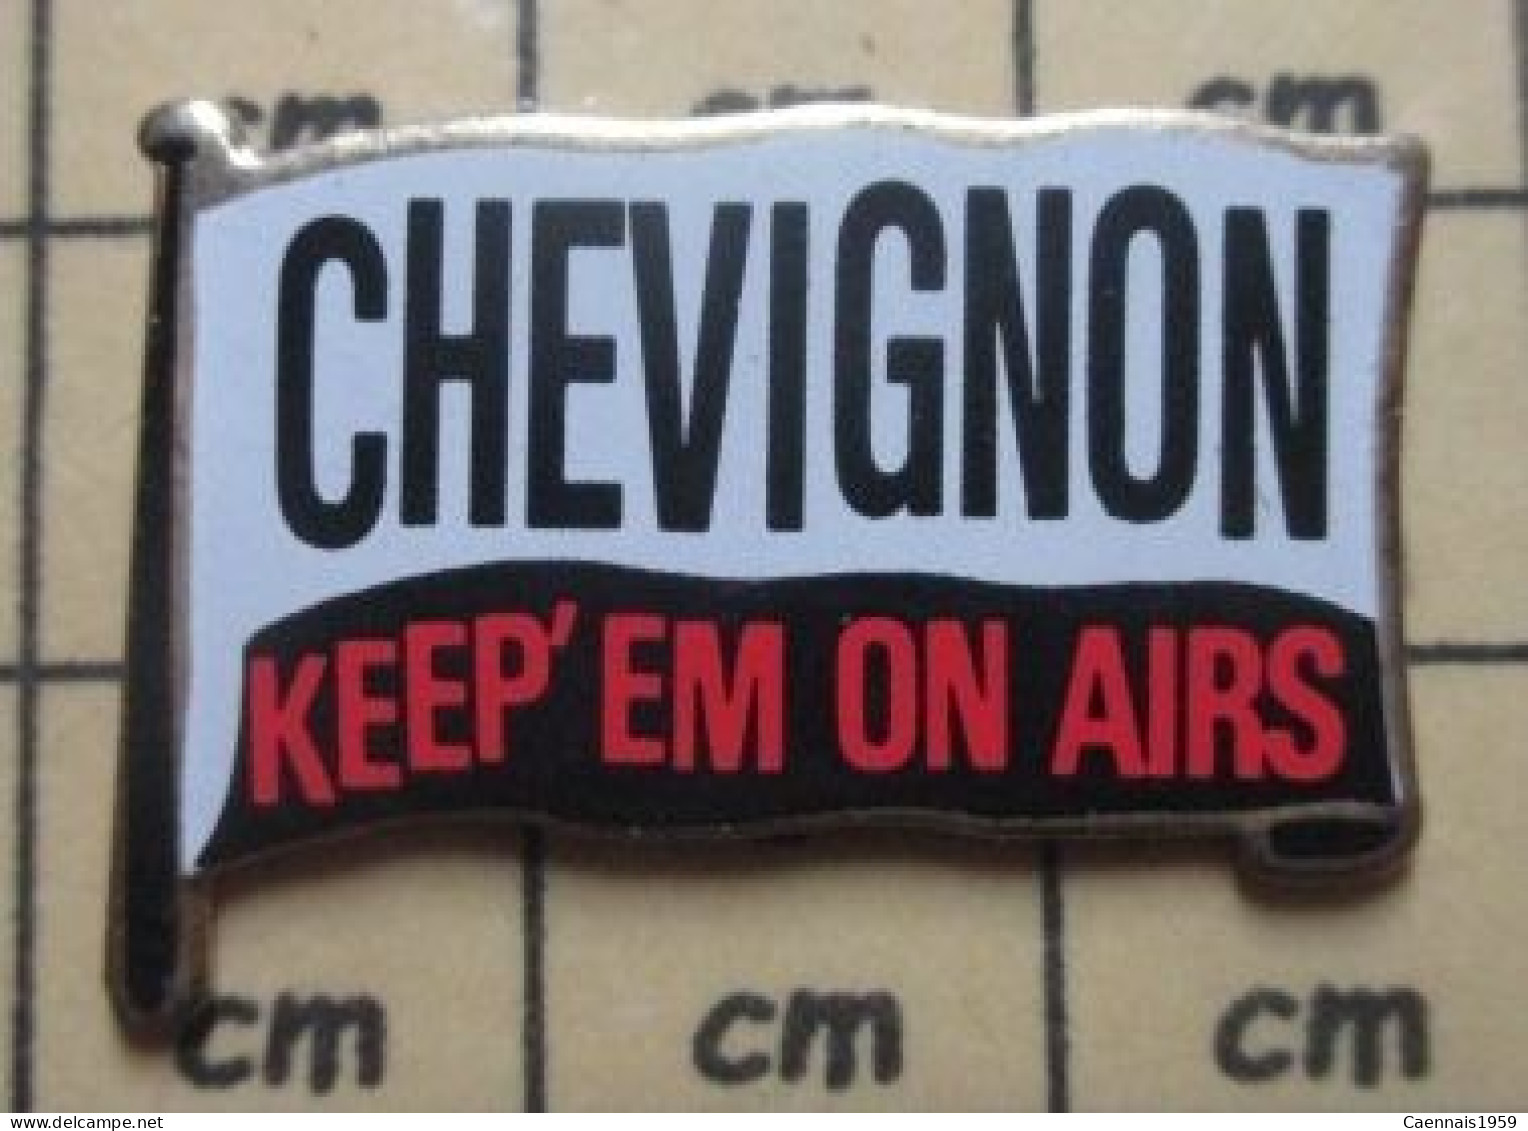 cm cm cm
CHEVIGNON
KEEP'EM ON AIRS
cm cm cm
www.delcampe.net Caennais1959